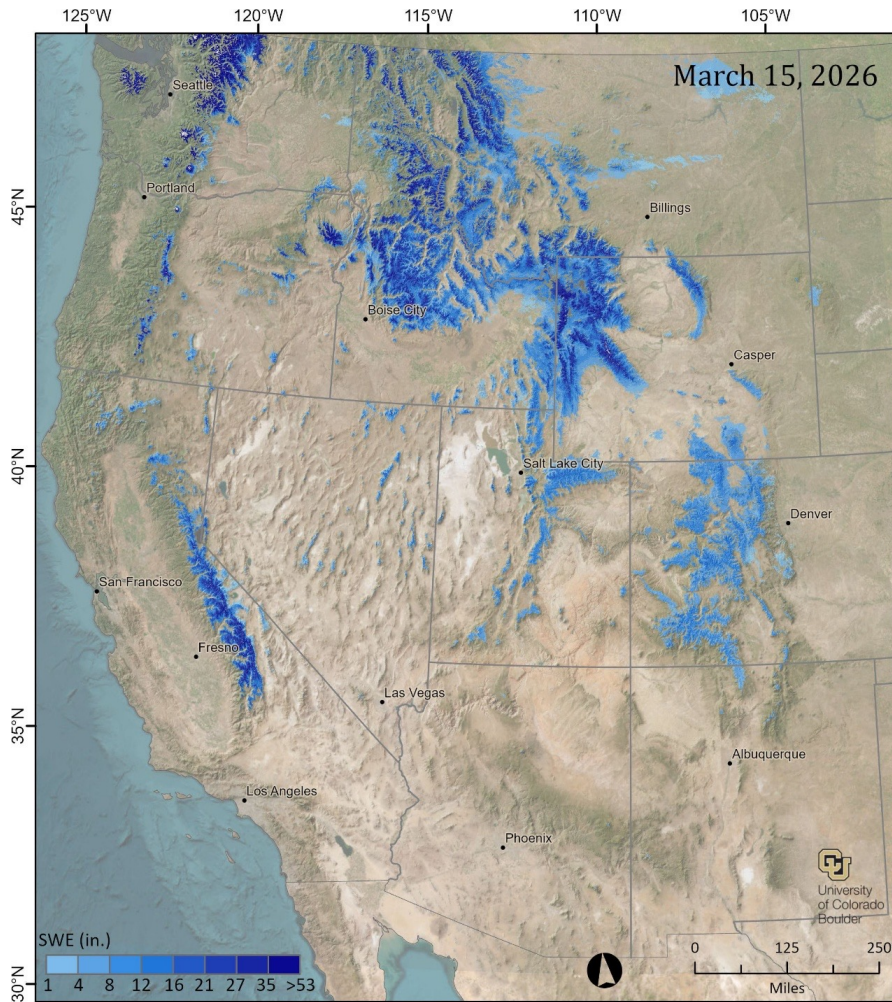 125°W 120°W 115°W 110°W 105°W
March 15, 2026
Seattle
Portland
45°N
Billings
Boise City
Casper
40°N
Salt Lake City
Denver
San Francisco
Fresno
Las Vegas
35°N
Albuquerque
Los Angeles
Phoenix
CU
University
of Colorado
Boulder
SWE (in.)
1 4 8 12 16 21 27 35 >53
0 125 250
Miles
30°N